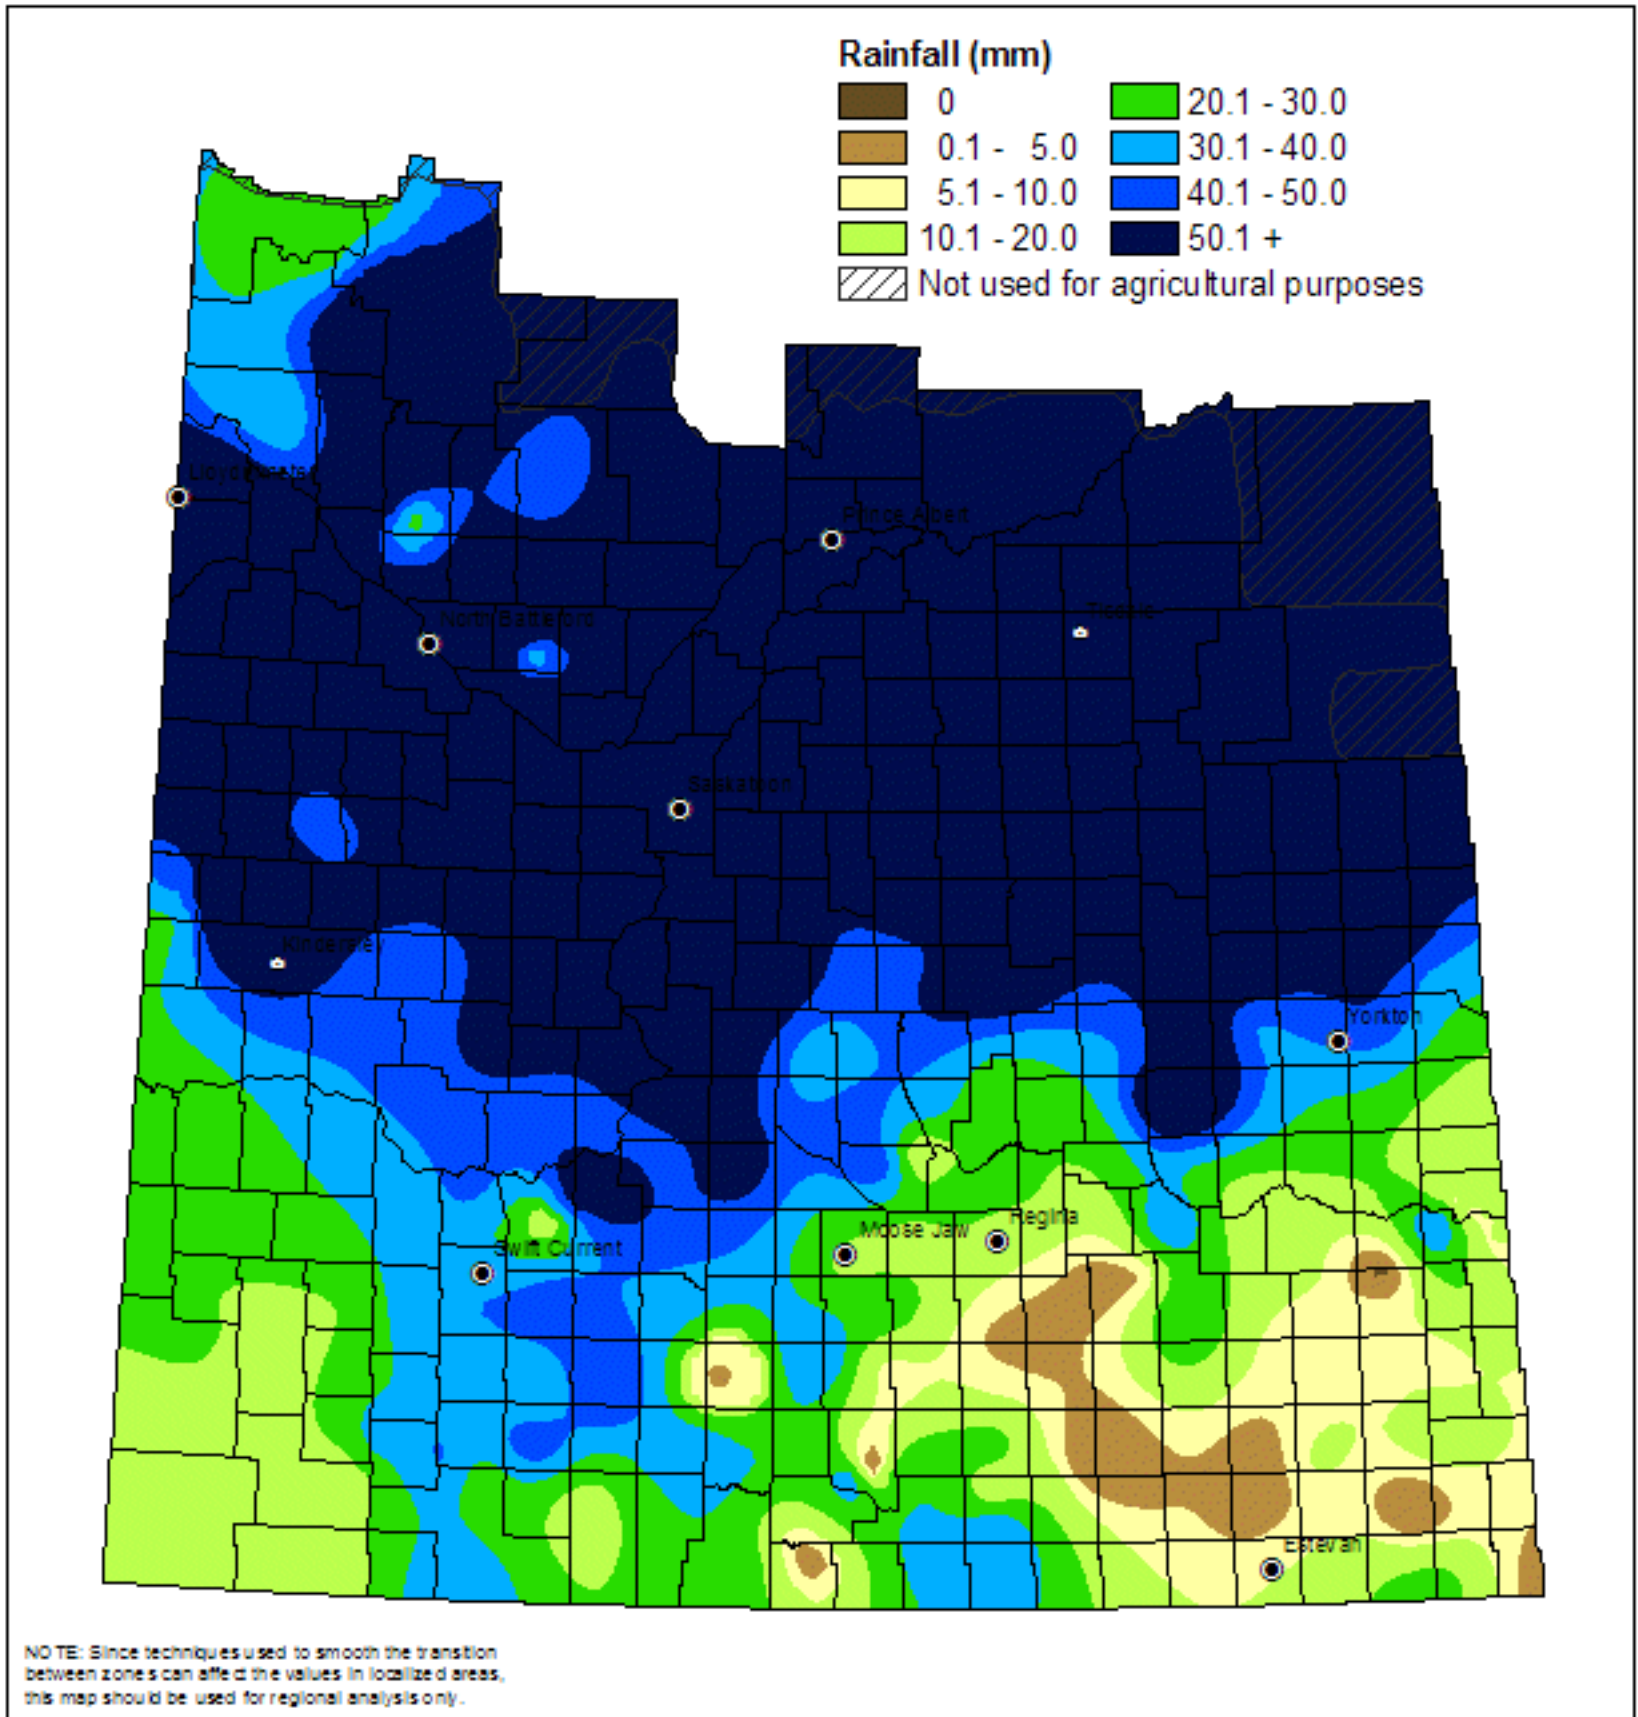 Rainfall (mm)
0
20.1 - 30.0
0.1 - 5.0
30.1 - 40.0
5.1 - 10.0
40.1 - 50.0
10.1 - 20.0
50.1 +
Not used for agricultural purposes
Lloydminster
Prince Albert
North Battleford
Tisdale
Saskatoon
Kindersley
Yorkton
Moose Jaw
Regina
Swift Current
Estevan
NOTE: Since techniques used to smooth the transition
between zones can affect the values in localized areas,
this map should be used for regional analysis only.